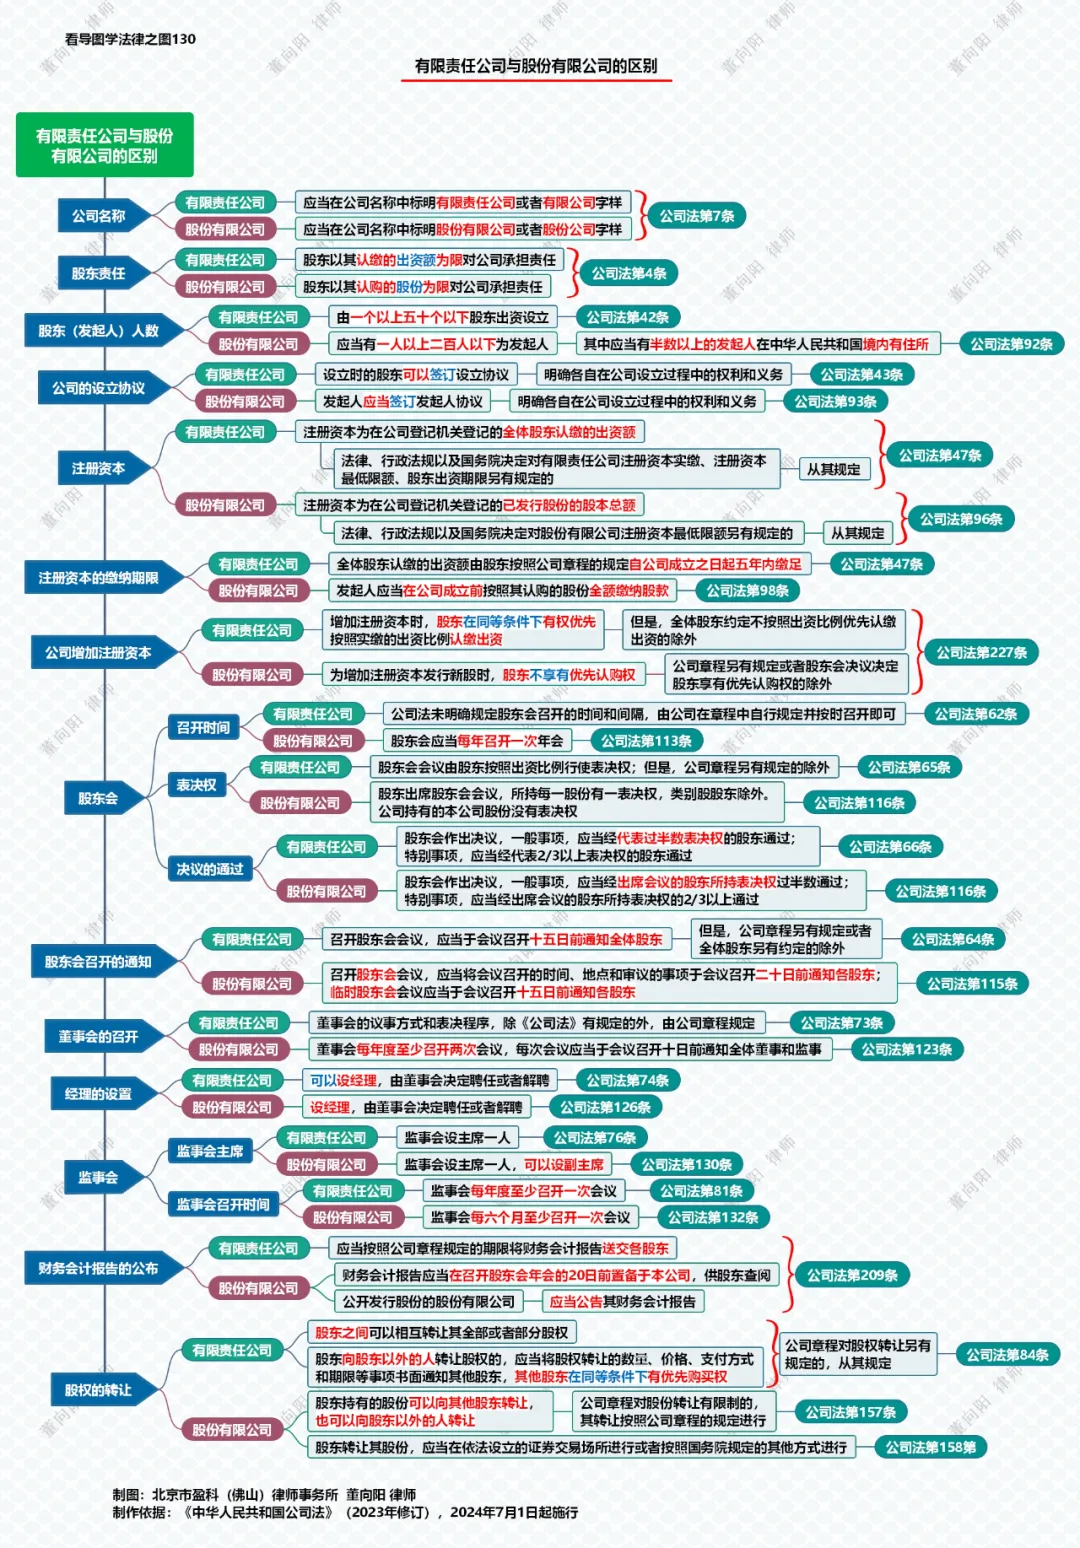 看导图学法律之图130
有限责任公司与股份有限公司的区别
有限责任公司与股份
有限公司的区别
公司名称
有限责任公司
应当在公司名称中标明有限责任公司或者有限公司字样
股份有限公司
应当在公司名称中标明股份有限公司或者股份公司字样
公司法第7条
股东责任
有限责任公司
股东以其认缴的出资额为限对公司承担责任
股份有限公司
股东以其认购的股份为限对公司承担责任
公司法第4条
股东（发起人）人数
有限责任公司
由一个以上五十个以下股东出资设立
公司法第42条
股份有限公司
应当有一人以上二百人以下为发起人
其中应当有半数以上的发起人在中华人民共和国境内有住所
公司法第92条
公司的设立协议
有限责任公司
设立时的股东可以签订设立协议
明确各自在公司设立过程中的权利和义务
公司法第43条
股份有限公司
发起人应当签订发起人协议
明确各自在公司设立过程中的权利和义务
公司法第93条
注册资本
有限责任公司
注册资本为在公司登记机关登记的全体股东认缴的出资额
法律、行政法规以及国务院决定对有限责任公司注册资本实缴、注册资本
最低限额、股东出资期限另有规定的
从其规定
公司法第47条
股份有限公司
注册资本为在公司登记机关登记的已发行股份的股本总额
法律、行政法规以及国务院决定对股份有限公司注册资本最低限额另有规定的
从其规定
公司法第96条
注册资本的缴纳期限
有限责任公司
全体股东认缴的出资额由股东按照公司章程的规定自公司成立之日起五年内缴足
公司法第47条
股份有限公司
发起人应当在公司成立前按照其认购的股份全额缴纳股款
公司法第98条
公司增加注册资本
有限责任公司
增加注册资本时，股东在同等条件下有权优先
按照实缴的出资比例认缴出资
但是，全体股东约定不按照出资比例优先认缴
出资的除外
股份有限公司
为增加注册资本发行新股时，股东不享有优先认购权
公司章程另有规定或者股东会决议决定
股东享有优先认购权的除外
公司法第227条
股东会
召开时间
有限责任公司
公司法未明确规定股东会召开的时间和间隔，由公司在章程中自行规定并按时召开即可
公司法第62条
股份有限公司
股东会应当每年召开一次年会
公司法第113条
表决权
有限责任公司
股东会会议由股东按照出资比例行使表决权；但是，公司章程另有规定的除外
公司法第65条
股份有限公司
股东出席股东会会议，所持每一股份有一表决权，类别股股东除外。
公司持有的本公司股份没有表决权
公司法第116条
决议的通过
有限责任公司
股东会作出决议，一般事项，应当经代表过半数表决权的股东通过；
特别事项，应当经代表2/3以上表决权的股东通过
公司法第66条
股份有限公司
股东会作出决议，一般事项，应当经出席会议的股东所持表决权过半数通过；
特别事项，应当经出席会议的股东所持表决权的2/3以上通过
公司法第116条
股东会召开的通知
有限责任公司
召开股东会会议，应当于会议召开十五日前通知全体股东
但是，公司章程另有规定或者
全体股东另有约定的除外
公司法第64条
股份有限公司
召开股东会会议，应当将会议召开的时间、地点和审议的事项于会议召开二十日前通知各股东；
临时股东会会议应当于会议召开十五日前通知各股东
公司法第115条
董事会的召开
有限责任公司
董事会的议事方式和表决程序，除《公司法》有规定的外，由公司章程规定
公司法第73条
股份有限公司
董事会每年度至少召开两次会议，每次会议应当于会议召开十日前通知全体董事和监事
公司法第123条
经理的设置
有限责任公司
可以设经理，由董事会决定聘任或者解聘
公司法第74条
股份有限公司
设经理，由董事会决定聘任或者解聘
公司法第126条
监事会
监事会主席
有限责任公司
监事会设主席一人
公司法第76条
股份有限公司
监事会设主席一人，可以设副主席
公司法第130条
监事会召开时间
有限责任公司
监事会每年度至少召开一次会议
公司法第81条
股份有限公司
监事会每六个月至少召开一次会议
公司法第132条
财务会计报告的公布
有限责任公司
应当按照公司章程规定的期限将财务会计报告送交各股东
股份有限公司
财务会计报告应当在召开股东会年会的20日前置备于本公司，供股东查阅
公开发行股份的股份有限公司
应当公告其财务会计报告
公司法第209条
股权的转让
有限责任公司
股东之间可以相互转让其全部或者部分股权
股东向股东以外的人转让股权的，应当将股权转让的数量、价格、支付方式
和期限等事项书面通知其他股东，其他股东在同等条件下有优先购买权
公司章程对股权转让另有
规定的，从其规定
公司法第84条
股份有限公司
股东持有的股份可以向其他股东转让，
也可以向股东以外的人转让
公司章程对股份转让有限制的，
其转让按照公司章程的规定进行
公司法第157条
股东转让其股份，应当在依法设立的证券交易场所进行或者按照国务院规定的其他方式进行
公司法第158第
制图：北京市盈科（佛山）律师事务所 董向阳 律师
制作依据：《中华人民共和国公司法》（2023年修订），2024年7月1日起施行